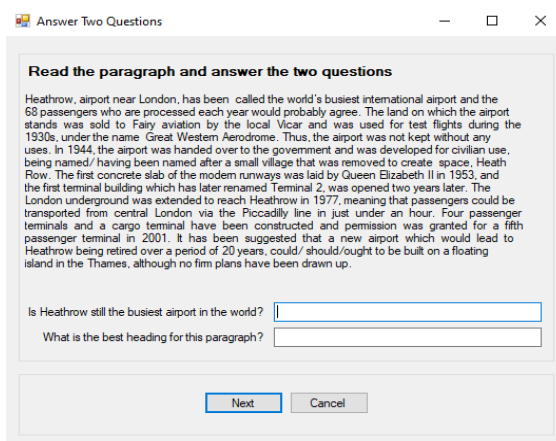 Answer Two Questions
Read the paragraph and answer the two questions
Heathrow, airport near London, has been called the world's busiest international airport and the
68 passengers who are processed each year would probably agree. The land on which the airport
stands was sold to Fairy aviation by the local Vicar and was used for test flights during the
1930s, under the name Great Western Aerodrome. Thus, the airport was not kept without any
uses. In 1944, the airport was handed over to the government and was developed for civilian use,
being named/ having been named after a small village that was removed to create space, Heath
Row. The first concrete slab of the modern runways was laid by Queen Elizabeth II in 1953, and
the first terminal building which has later renamed Terminal 2, was opened two years later. The
London underground was extended to reach Heathrow in 1977, meaning that passengers could be
transported from central London via the Piccadilly line in just under an hour. Four passenger
terminals and a cargo terminal have been constructed and permission was granted for a fifth
passenger terminal in 2001. It has been suggested that a new airport which would lead to
Heathrow being retired over a period of 20 years, could/ should/ought to be built on a floating
island in the Thames, although no firm plans have been drawn up.
Is Heathrow still the busiest airport in the world?
What is the best heading for this paragraph?
Next Cancel